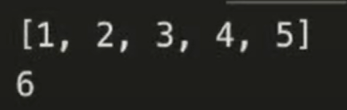 [1, 2, 3, 4, 5]
6